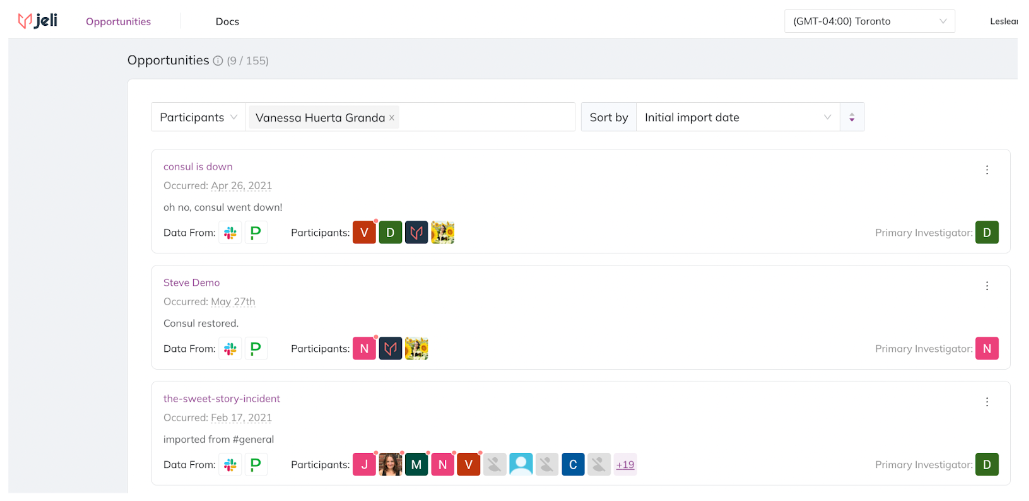 jeli Opportunities Docs (GMT-04:00) Toronto
Opportunities (9 / 155)
Participants Vanessa Huerta Granda × Sort by Initial import date
consul is down
Occurred: Apr 26, 2021
oh no, consul went down!
Data From: P Participants: V D Primary Investigator: D
Steve Demo
Occurred: May 27th
Consul restored.
Data From: P Participants: N Primary Investigator: N
the-sweet-story-incident
Occurred: Feb 17, 2021
imported from #general
Data From: P Participants: J M N V C +19 Primary Investigator: D